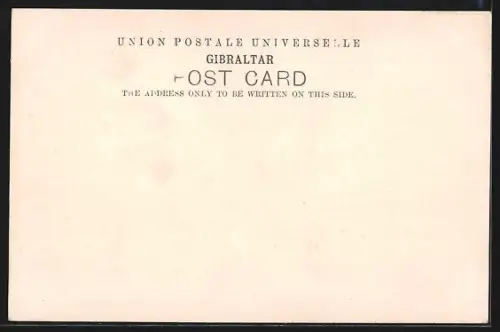 UNION POSTALE UNIVERSELLE
GIBRALTAR
POST CARD
THE ADDRESS ONLY TO BE WRITTEN ON THIS SIDE.